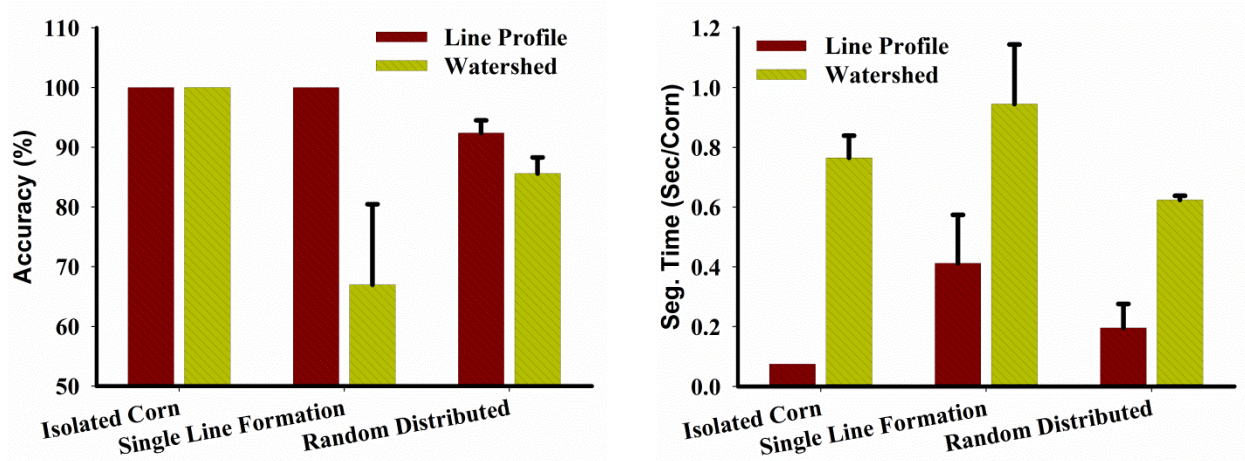 110
100
90
80
70
60
50
Accuracy (%)
Line Profile
Watershed
Isolated Corn
Single Line Formation
Random Distributed
1.2
1.0
0.8
0.6
0.4
0.2
0.0
Seg. Time (Sec/Corn)
Line Profile
Watershed
Isolated Corn
Single Line Formation
Random Distributed